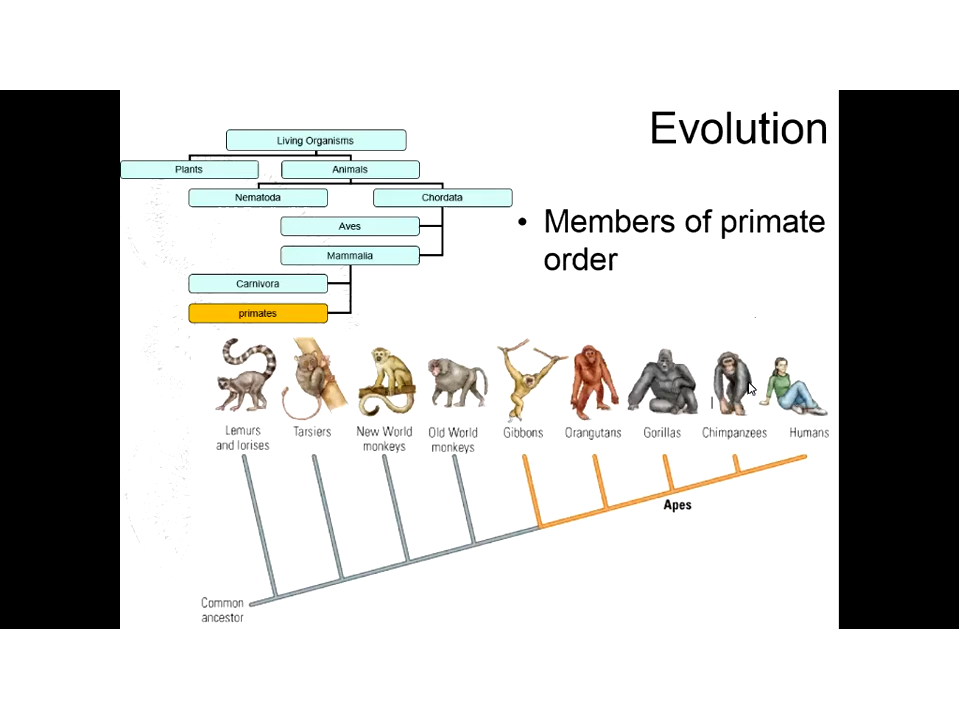 Evolution
Living Organisms
Plants
Animals
Nematoda
Chordata
Aves
Mammalia
Carnivora
primates
• Members of primate
order
Lemurs
and lorises
Tarsiers
New World
monkeys
Old World
monkeys
Gibbons
Orangutans
Gorillas
Chimpanzees
Humans
Apes
Common
ancestor